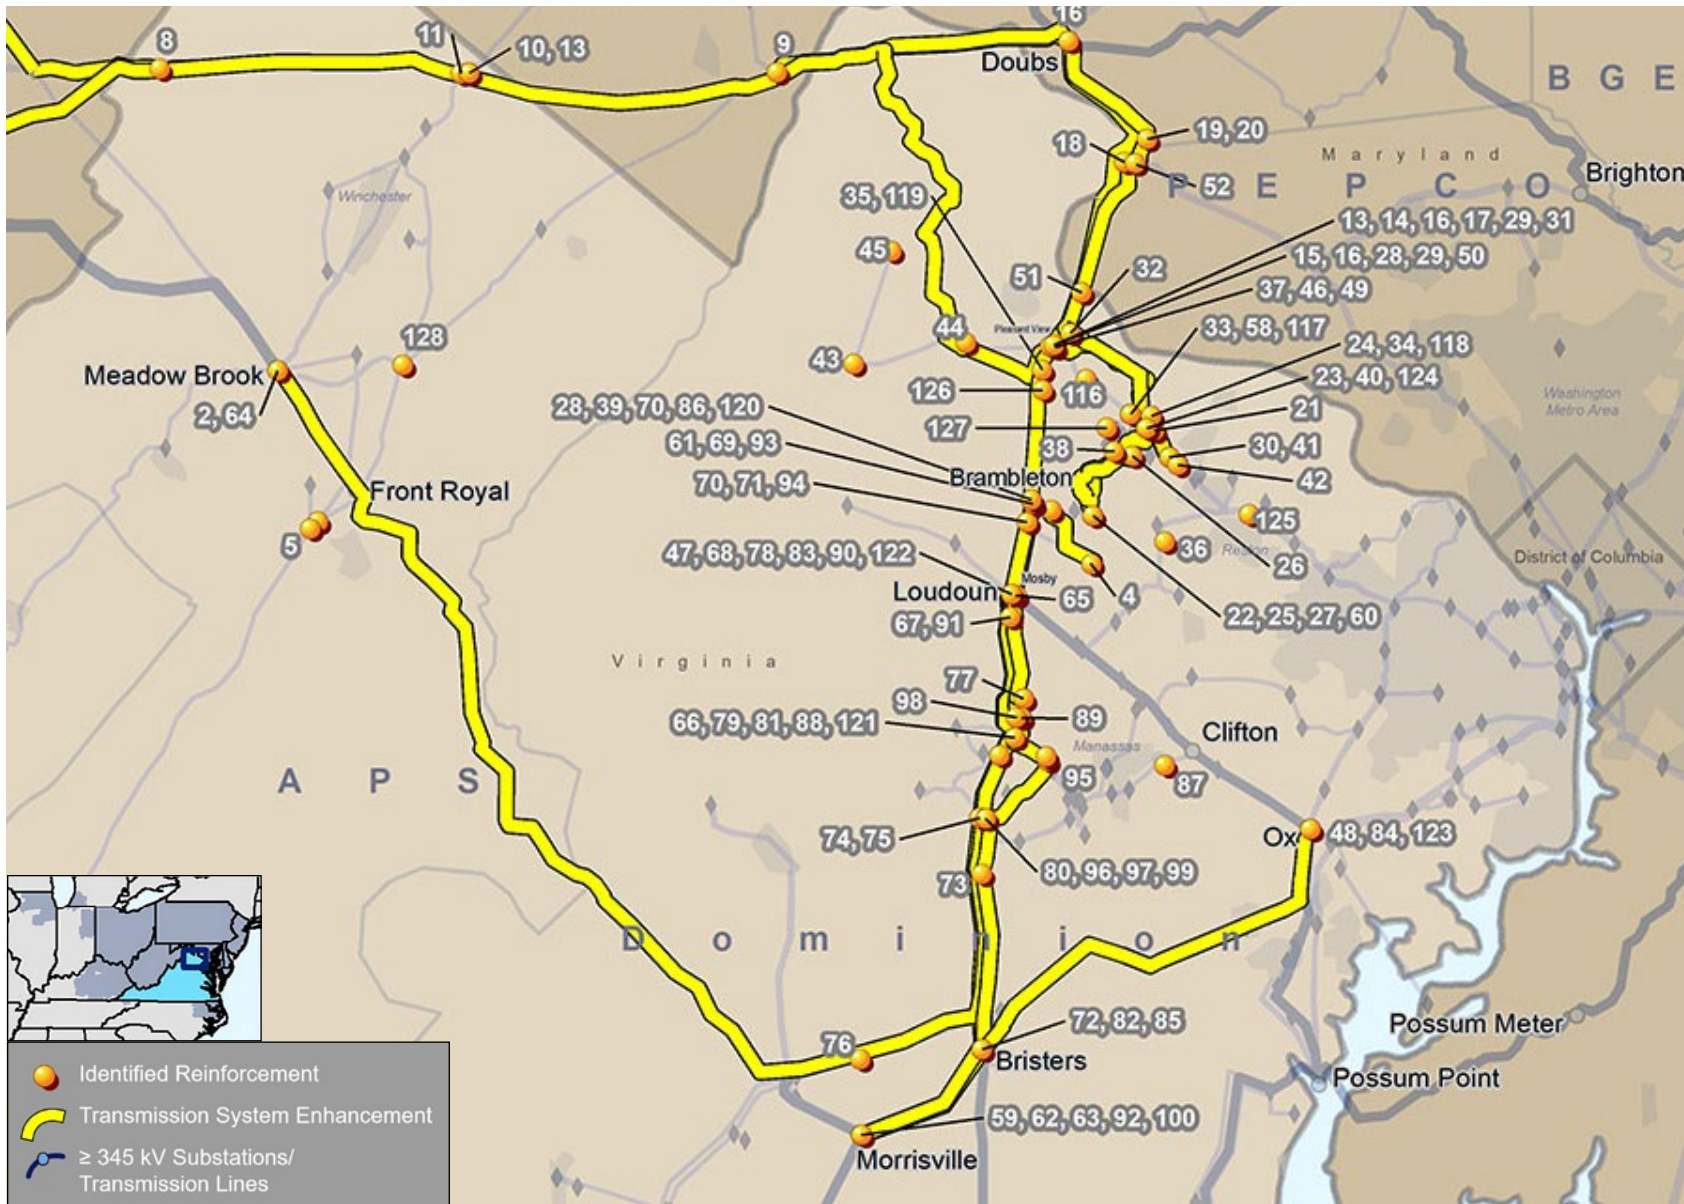 16
8
11
10, 13
9
Doubs
B G E
19, 20
18
Maryland
52
P E P C O
Brighton
Winchester
35, 119
13, 14, 16, 17, 29, 31
45
15, 16, 28, 29, 50
51
32
37, 46, 49
44
Pleasant View
33, 58, 117
128
43
24, 34, 118
Meadow Brook
126
116
23, 40, 124
2, 64
28, 39, 70, 86, 120
21
Washington
Metro Area
127
61, 69, 93
38
30, 41
70, 71, 94
Brambleton
42
Front Royal
125
5
36
Reston
47, 68, 78, 83, 90, 122
26
District of Columbia
Mosby
Loudoun
65
4
67, 91
22, 25, 27, 60
Virginia
77
98
66, 79, 81, 88, 121
89
Manassas
Clifton
A P S
95
87
74, 75
Ox
48, 84, 123
80, 96, 97, 99
73
Dominion
72, 82, 85
Possum Meter
76
Bristers
Possum Point
59, 62, 63, 92, 100
Morrisville
Identified Reinforcement
Transmission System Enhancement
≥ 345 kV Substations/
Transmission Lines